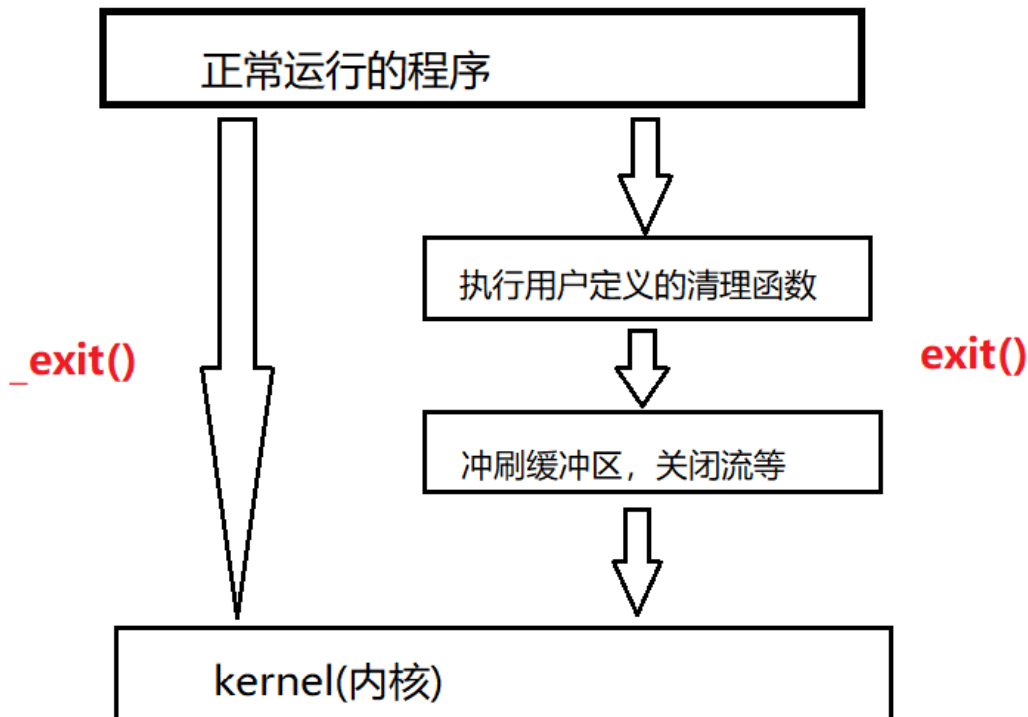 正常运行的程序
执行用户定义的清理函数
_exit()
exit()
冲刷缓冲区，关闭流等
kernel(内核)